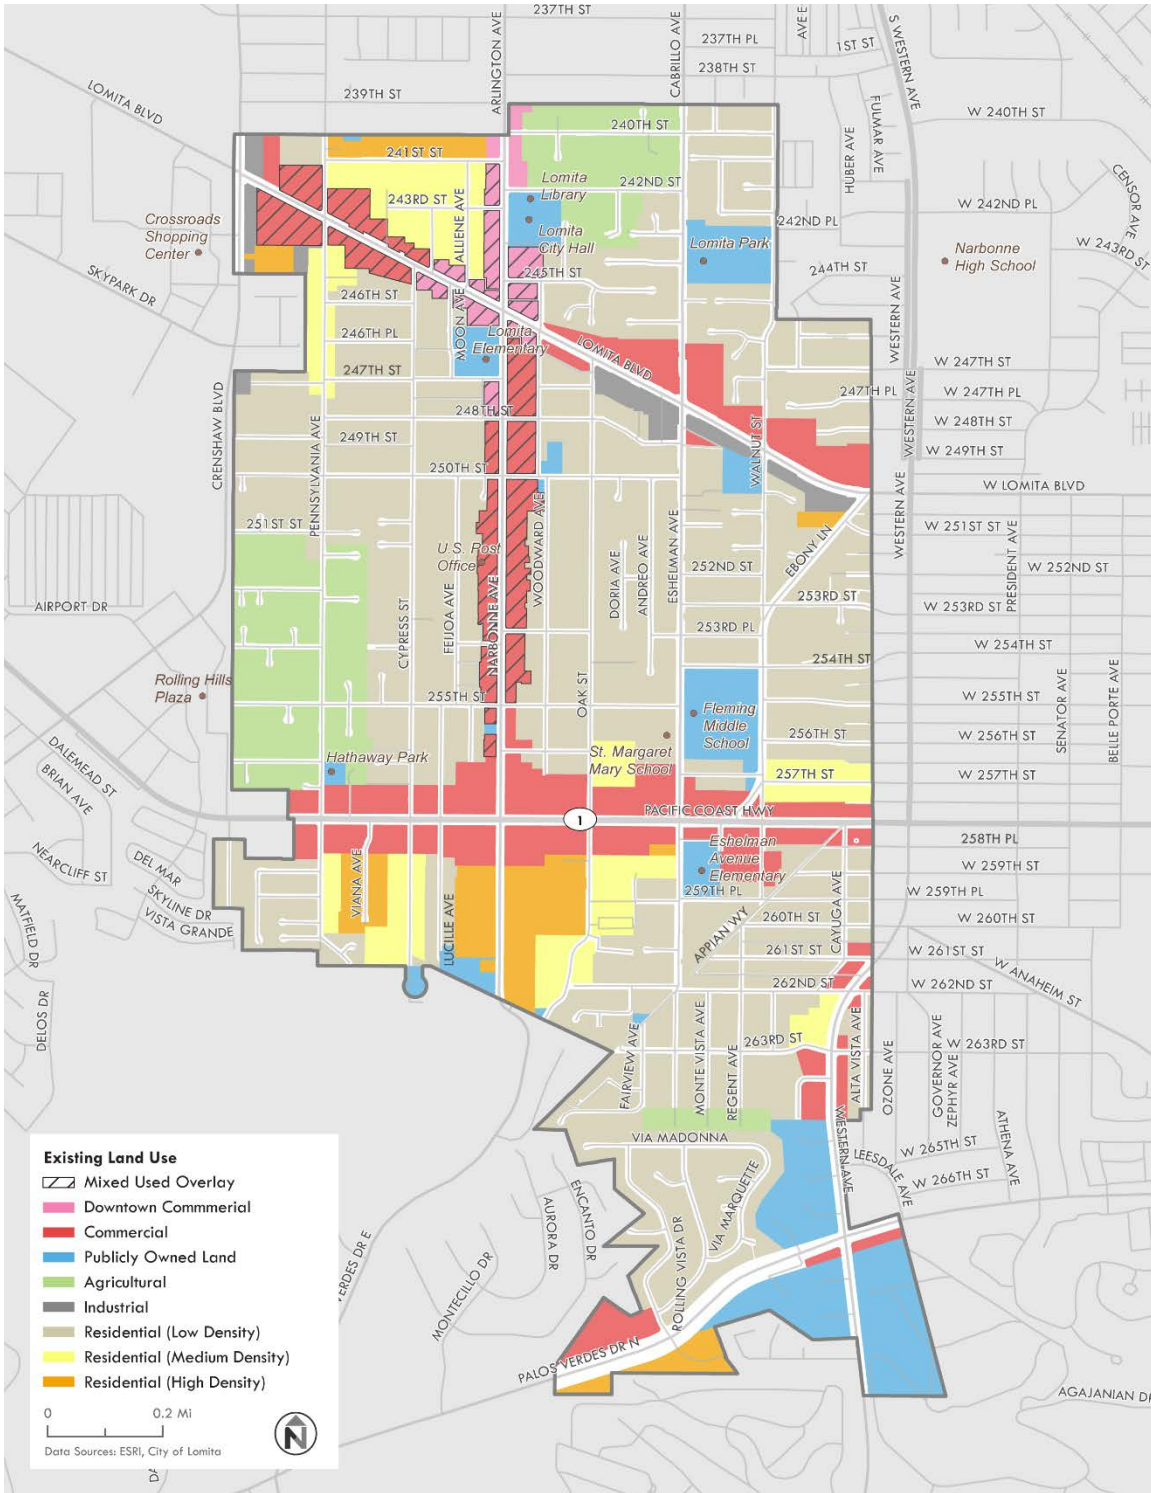 237TH ST
ARLINGTON AVE
CABRILLO AVE
AVE E
S WESTERN AVE
237TH PL
1ST ST
238TH ST
LOMITA BLVD
239TH ST
FULMAR AVE
HUBER AVE
W 240TH ST
240TH ST
241ST ST
CENSOR AVE
Lomita
Library
242ND ST
243RD ST
ALLIENE AVE
W 242ND PL
242ND PL
Crossroads
Shopping
Center
Lomita
City Hall
Lomita Park
W 243RD ST
Narbonne
High School
SKYPARK DR
245TH ST
244TH ST
246TH ST
MOON AVE
WESTERN AVE
246TH PL
Lomita
Elementary
LOMITA BLVD
247TH ST
W 247TH ST
CRENSHAW BLVD
247TH PL
W 247TH PL
WESTERN AVE
248TH ST
W 248TH ST
PENNSYLVANIA AVE
249TH ST
WALNUT ST
W 249TH ST
250TH ST
W LOMITA BLVD
WOODWARD AVE
WESTERN AVE
251ST ST
ESHELMAN AVE
EBONY LN
W 251ST ST
PRESIDENT AVE
U.S. Post
Office
DORIA AVE
ANDREO AVE
252ND ST
W 252ND ST
AIRPORT DR
CYPRESS ST
FEIJOA AVE
NARBONNE AVE
253RD ST
W 253RD ST
253RD PL
W 254TH ST
254TH ST
Rolling Hills
Plaza
OAK ST
SENATOR AVE
BELLE PORTE AVE
255TH ST
W 255TH ST
Fleming
Middle
School
DALEMEAD ST
256TH ST
W 256TH ST
BRIAN AVE
Hathaway Park
St. Margaret
Mary School
257TH ST
W 257TH ST
PACIFIC COAST HWY
1
258TH PL
NEARCLIFF ST
DEL MAR
Eshelman
Avenue
Elementary
W 259TH ST
SKYLINE DR
VIANA AVE
259TH PL
W 259TH PL
MATFIELD DR
VISTA GRANDE
LUCILLE AVE
APPIAN WY
260TH ST
CAYUGA AVE
W 260TH ST
261ST ST
W 261ST ST
W ANAHEIM ST
262ND ST
W 262ND ST
DELOS DR
FAIRVIEW AVE
MONTE VISTA AVE
REGENT AVE
263RD ST
ALTA VISTA AVE
OZONE AVE
GOVERNOR AVE
ZEPHYR AVE
W 263RD ST
ATHENA AVE
VIA MADONNA
WESTERN AVE
W 265TH ST
LEESDALE AVE
W 266TH ST
ENCANTO DR
AURORA DR
VIA MARQUETTE
ROLLING VISTA DR
VERDES DR E
MONTECILLO DR
PALOS VERDES DR N
AGAJANIAN DR
Existing Land Use
Mixed Used Overlay
Downtown Commmerial
Commercial
Publicly Owned Land
Agricultural
Industrial
Residential (Low Density)
Residential (Medium Density)
Residential (High Density)
0 0.2 Mi
N
Data Sources: ESRI, City of Lomita